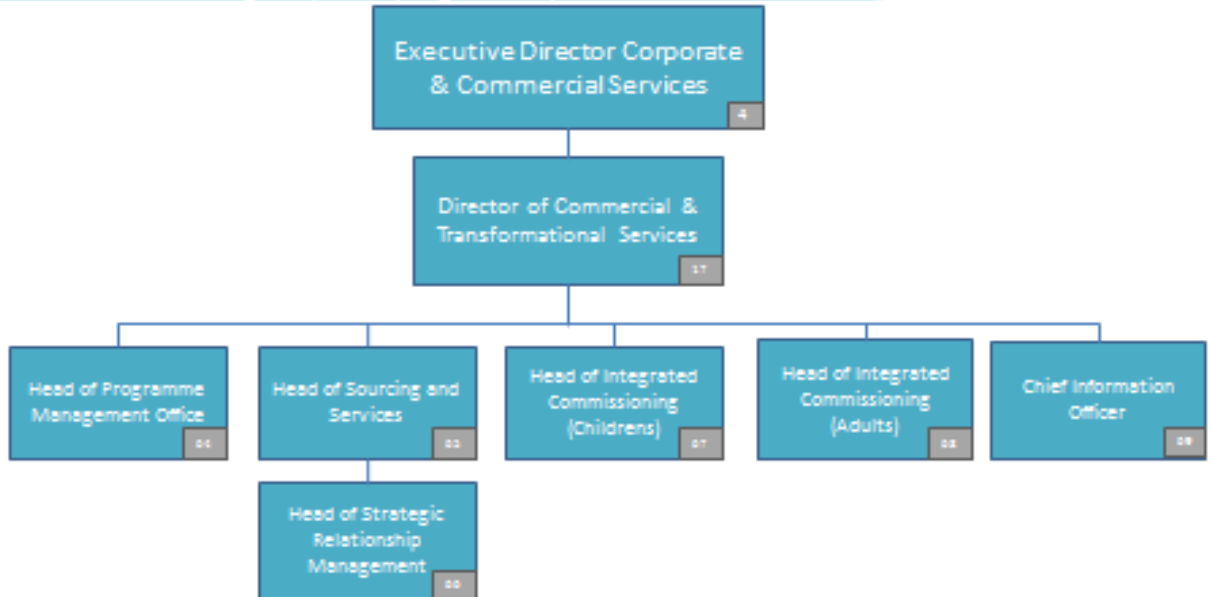 Executive Director Corporate
& Commercial Services
4
Director of Commercial &
Transformational Services
17
Head of Programme
Management Office
Head of Sourcing and
Services
Head of Integrated
Commissioning
(Childrens)
Head of Integrated
Commissioning
(Adults)
Chief Information
Officer
Head of Strategic
Relationship
Management